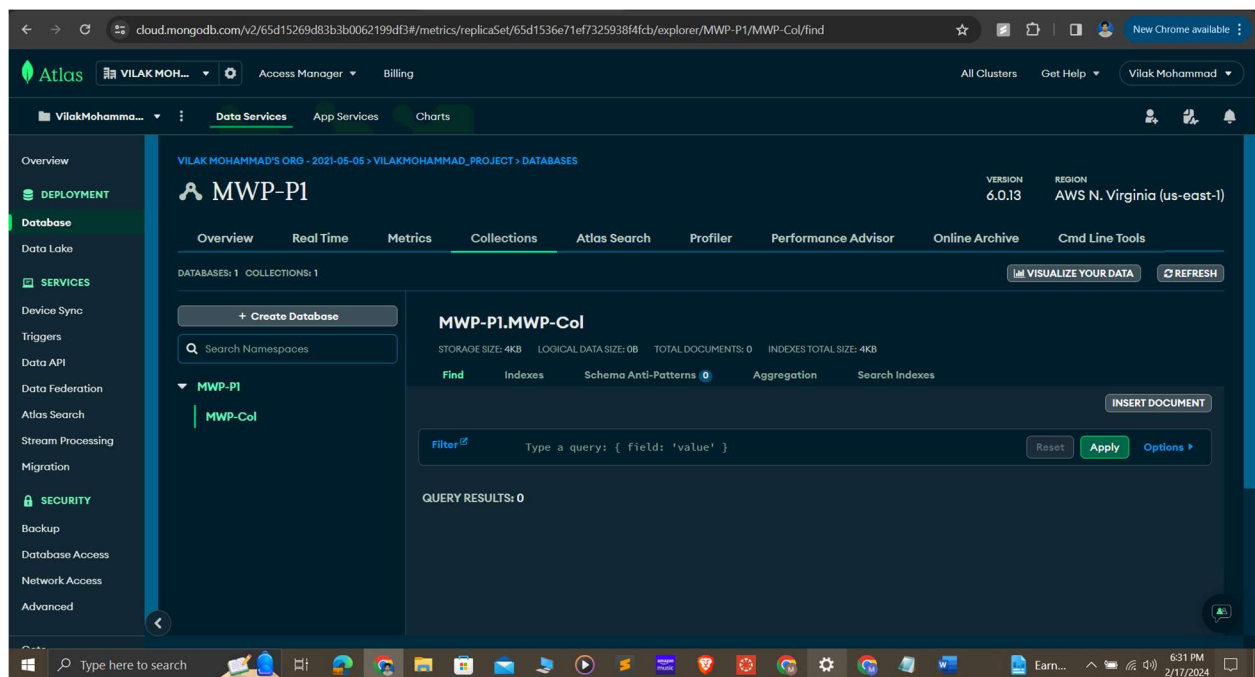 cloud.mongodb.com/v2/65d15269d83b3b0062199df3#/metrics/replicaSet/65d1536e71ef7325938f4fcb/explorer/MWP-P1/MWP-Col/find
New Chrome available
Atlas
VILAK MOH...
Access Manager
Billing
All Clusters
Get Help
Vilak Mohammad
VilakMohamma...
Data Services
App Services
Charts
Overview
DEPLOYMENT
Database
Data Lake
SERVICES
Device Sync
Triggers
Data API
Data Federation
Atlas Search
Stream Processing
Migration
SECURITY
Backup
Database Access
Network Access
Advanced
VILAK MOHAMMAD'S ORG - 2021-05-05 > VILAKMOHAMMAD_PROJECT > DATABASES
MWP-P1
VERSION
6.0.13
REGION
AWS N. Virginia (us-east-1)
Overview Real Time Metrics Collections Atlas Search Profiler Performance Advisor Online Archive Cmd Line Tools
DATABASES: 1 COLLECTIONS: 1
VISUALIZE YOUR DATA
REFRESH
+ Create Database
Search Namespaces
MWP-P1
MWP-Col
MWP-P1.MWP-Col
STORAGE SIZE: 4KB LOGICAL DATA SIZE: 0B TOTAL DOCUMENTS: 0 INDEXES TOTAL SIZE: 4KB
Find Indexes Schema Anti-Patterns 0 Aggregation Search Indexes
INSERT DOCUMENT
Filter
Type a query: { field: 'value' }
Reset
Apply
Options
QUERY RESULTS: 0
Type here to search
Earn...
6:31 PM
2/17/2024